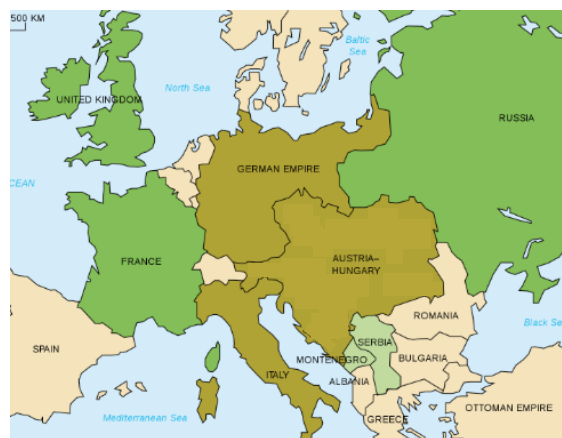 500 KM
Baltic
Sea
North Sea
UNITED KINGDOM
RUSSIA
GERMAN EMPIRE
CEAN
FRANCE
AUSTRIA–
HUNGARY
ROMANIA
Black Se
SERBIA
SPAIN
MONTENEGRO
BULGARIA
ITALY
ALBANIA
OTTOMAN EMPIRE
Mediterranean Sea
GREECE